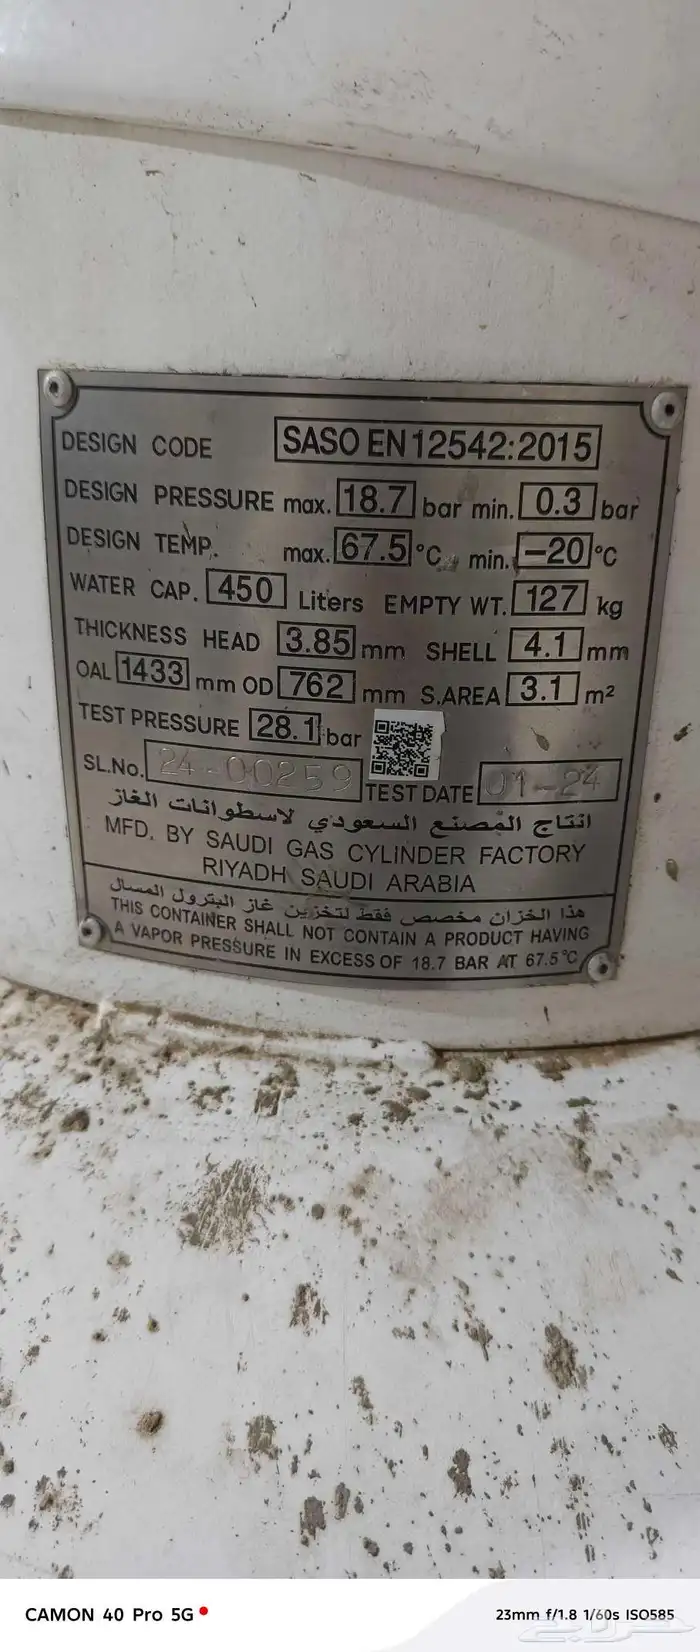 DESIGN CODE SASO EN 12542:2015
DESIGN PRESSURE max. 18.7 bar min. 0.3 bar
DESIGN TEMP. max. 67.5 °C min. -20 °C
WATER CAP. 450 Liters EMPTY WT. 127 kg
THICKNESS HEAD 3.85 mm SHELL 4.1 mm
OAL 1433 mm OD 762 mm S.AREA 3.1 m²
TEST PRESSURE 28.1 bar
SL.No. 24-00259 TEST DATE 01-24
انتاج المصنع السعودي لاسطوانات الغاز
MFD. BY SAUDI GAS CYLINDER FACTORY
RIYADH SAUDI ARABIA
هذا الخزان مخصص فقط لتخزين غاز البترول المسال
THIS CONTAINER SHALL NOT CONTAIN A PRODUCT HAVING
A VAPOR PRESSURE IN EXCESS OF 18.7 BAR AT 67.5°C
CAMON 40 Pro 5G 23mm f/1.8 1/60s ISO585
حراج